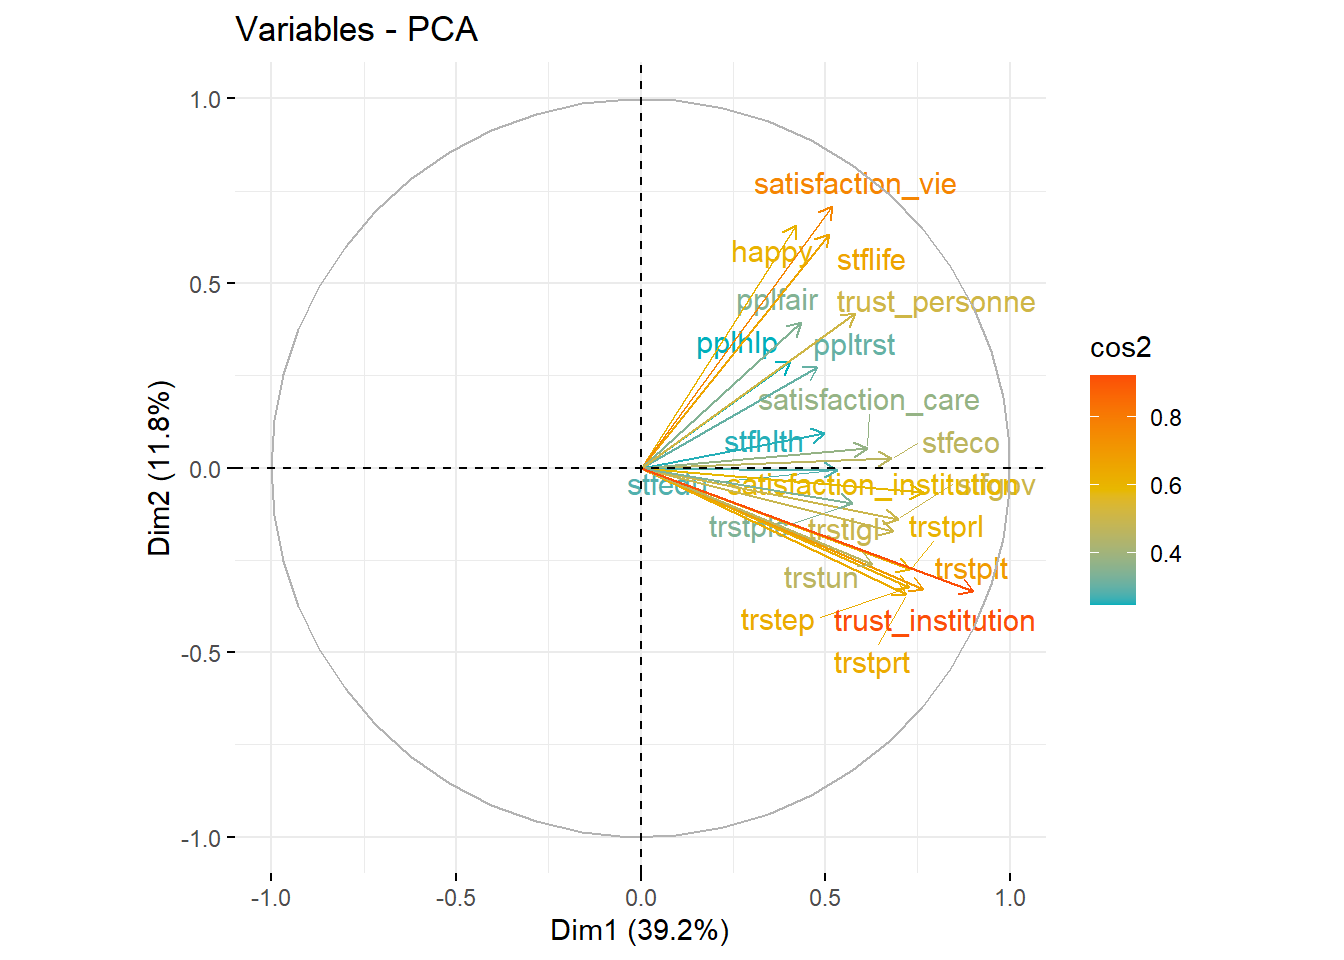 Variables - PCA
1.0
0.5
0.0
-0.5
-1.0
Dim2 (11.8%)
satisfaction_vie
happy
stflife
pplfair
trust_personne
pplhlp
ppltrst
satisfaction_care
stfhlth
stfeco
stfedu
satisfaction_institution
stfgov
trstplc
trstlgl
trstprl
trstun
trstplt
trstep
trust_institution
trstprt
-1.0
-0.5
0.0
0.5
1.0
Dim1 (39.2%)
cos2
0.8
0.6
0.4